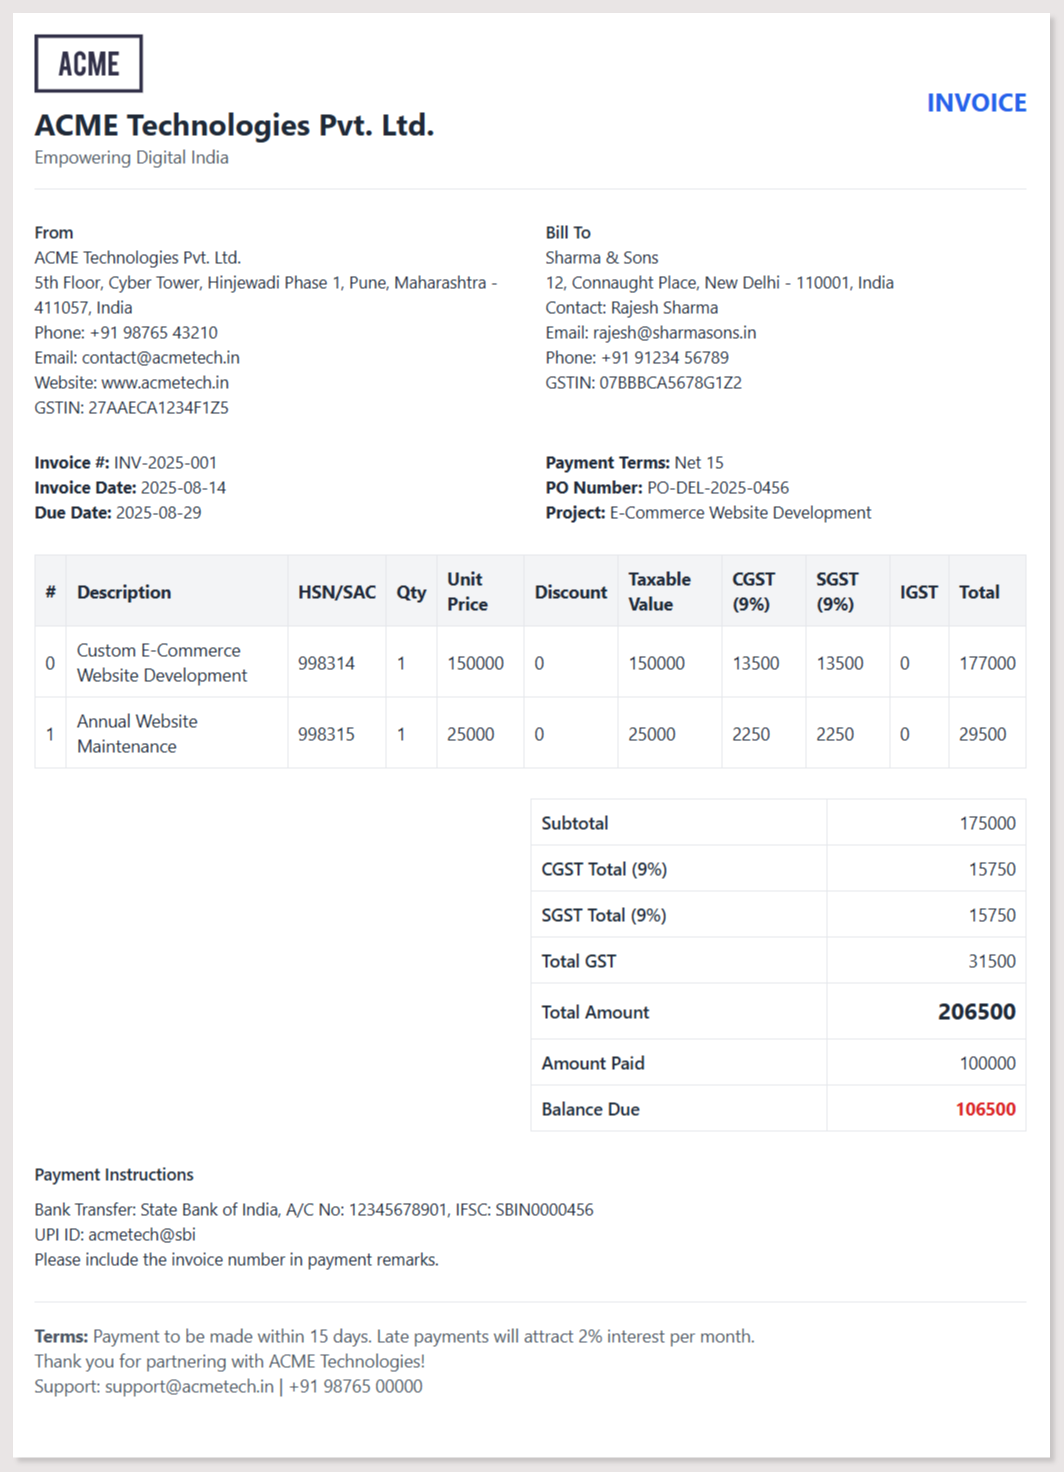 ACME
ACME Technologies Pvt. Ltd.
Empowering Digital India
INVOICE
From
ACME Technologies Pvt. Ltd.
5th Floor, Cyber Tower, Hinjewadi Phase 1, Pune, Maharashtra -
411057, India
Phone: +91 98765 43210
Email: contact@acmetech.in
Website: www.acmetech.in
GSTIN: 27AAECA1234F1Z5
Bill To
Sharma & Sons
12, Connaught Place, New Delhi - 110001, India
Contact: Rajesh Sharma
Email: rajesh@sharmasons.in
Phone: +91 91234 56789
GSTIN: 07BBBCA5678G1Z2
Invoice #: INV-2025-001
Invoice Date: 2025-08-14
Due Date: 2025-08-29
Payment Terms: Net 15
PO Number: PO-DEL-2025-0456
Project: E-Commerce Website Development
# Description HSN/SAC Qty Unit Price Discount Taxable Value CGST (9%) SGST (9%) IGST Total
0 Custom E-Commerce Website Development 998314 1 150000 0 150000 13500 13500 0 177000
1 Annual Website Maintenance 998315 1 25000 0 25000 2250 2250 0 29500
Subtotal 175000
CGST Total (9%) 15750
SGST Total (9%) 15750
Total GST 31500
Total Amount 206500
Amount Paid 100000
Balance Due 106500
Payment Instructions
Bank Transfer: State Bank of India, A/C No: 12345678901, IFSC: SBIN0000456
UPI ID: acmetech@sbi
Please include the invoice number in payment remarks.
Terms: Payment to be made within 15 days. Late payments will attract 2% interest per month.
Thank you for partnering with ACME Technologies!
Support: support@acmetech.in | +91 98765 00000